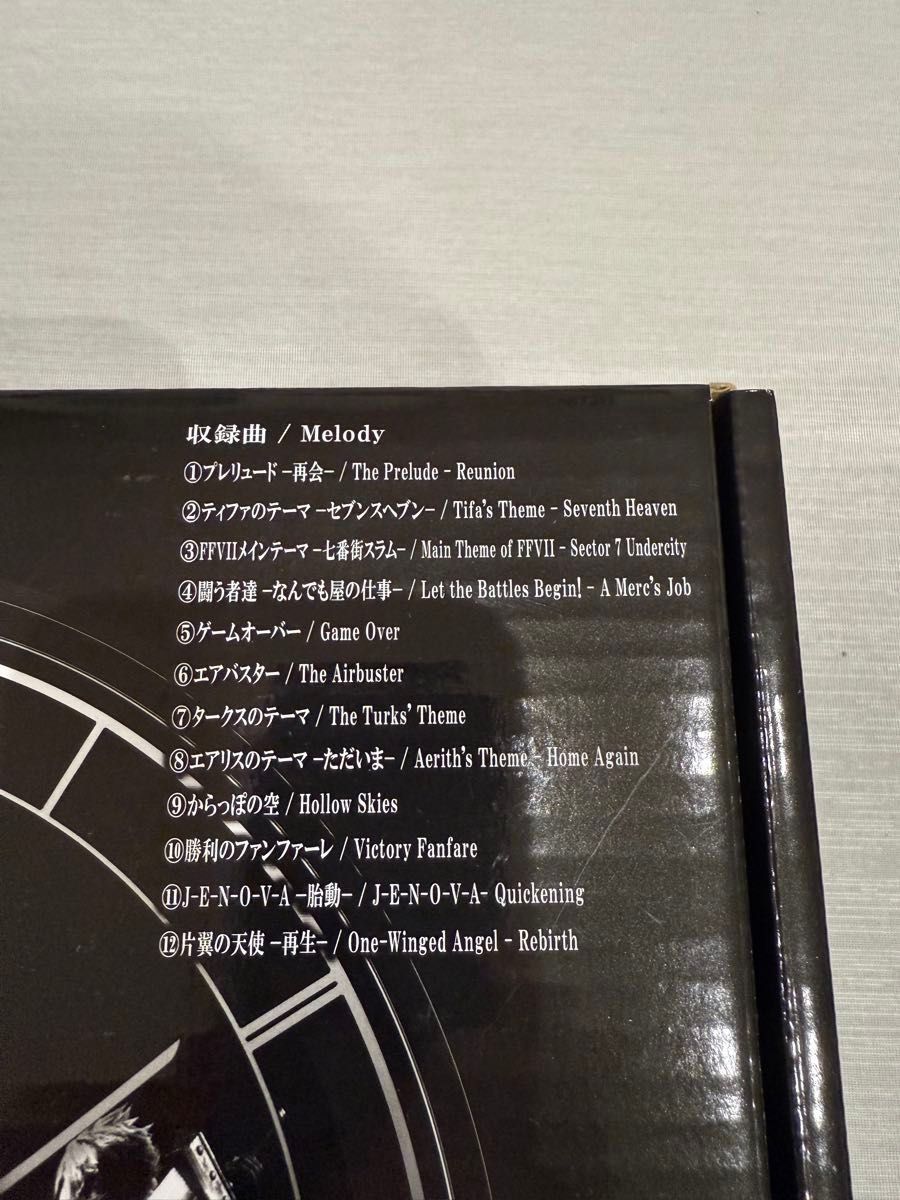 収録曲 / Melody
①プレリュード -再会- / The Prelude - Reunion
②ティファのテーマ -セブンスヘブン- / Tifa's Theme - Seventh Heaven
③FFVIIメインテーマ -七番街スラム- / Main Theme of FFVII - Sector 7 Undercity
④闘う者達 -なんでも屋の仕事- / Let the Battles Begin! - A Merc's Job
⑤ゲームオーバー / Game Over
⑥エアバスター / The Airbuster
⑦タークスのテーマ / The Turks' Theme
⑧エアリスのテーマ -ただいま- / Aerith's Theme - Home Again
⑨からっぽの空 / Hollow Skies
⑩勝利のファンファーレ / Victory Fanfare
⑪J-E-N-O-V-A -胎動- / J-E-N-O-V-A- Quickening
⑫片翼の天使 -再生- / One-Winged Angel - Rebirth